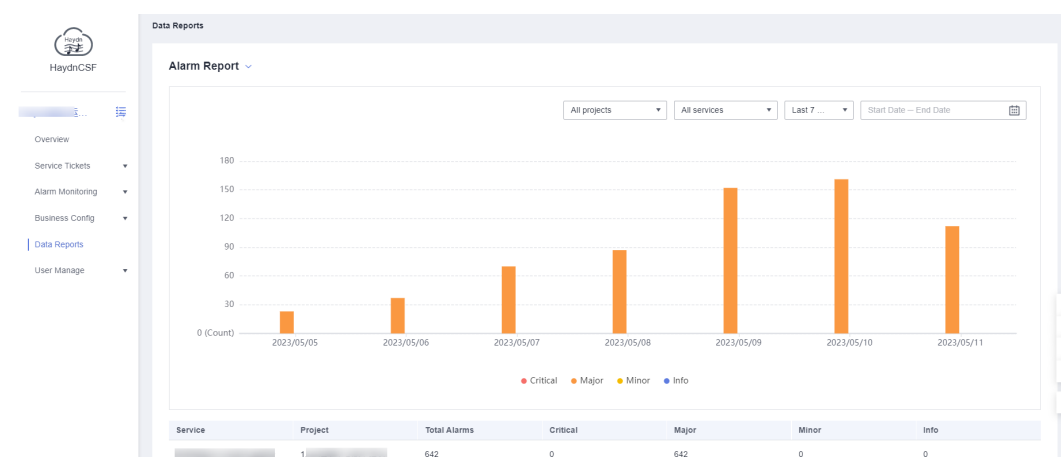 Data Reports
Haydn
HaydnCSF
Alarm Report
All projects
All services
Last 7 ...
Start Date -- End Date
Overview
Service Tickets
Alarm Monitoring
Business Config
Data Reports
User Manage
180
150
120
90
60
30
0 (Count)
2023/05/05 2023/05/06 2023/05/07 2023/05/08 2023/05/09 2023/05/10 2023/05/11
Critical Major Minor Info
Service Project Total Alarms Critical Major Minor Info
1 642 0 642 0 0